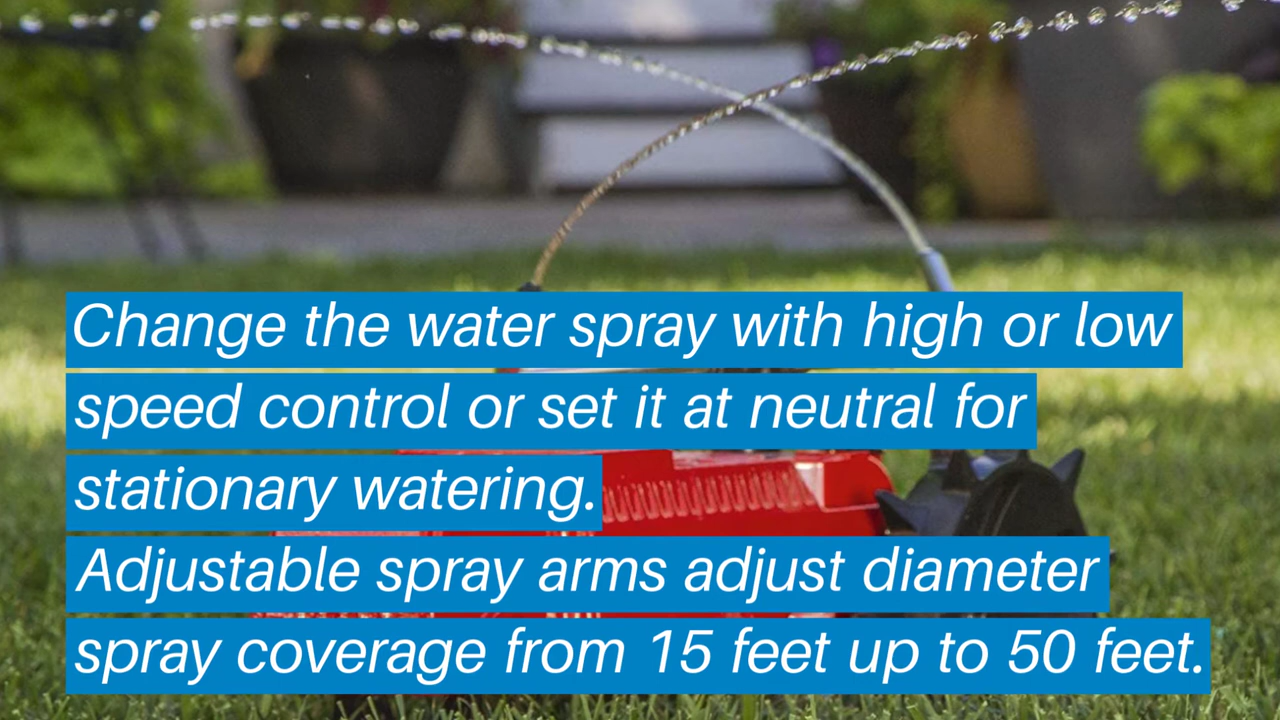 Change the water spray with high or low
speed control or set it at neutral for
stationary watering.
Adjustable spray arms adjust diameter
spray coverage from 15 feet up to 50 feet.